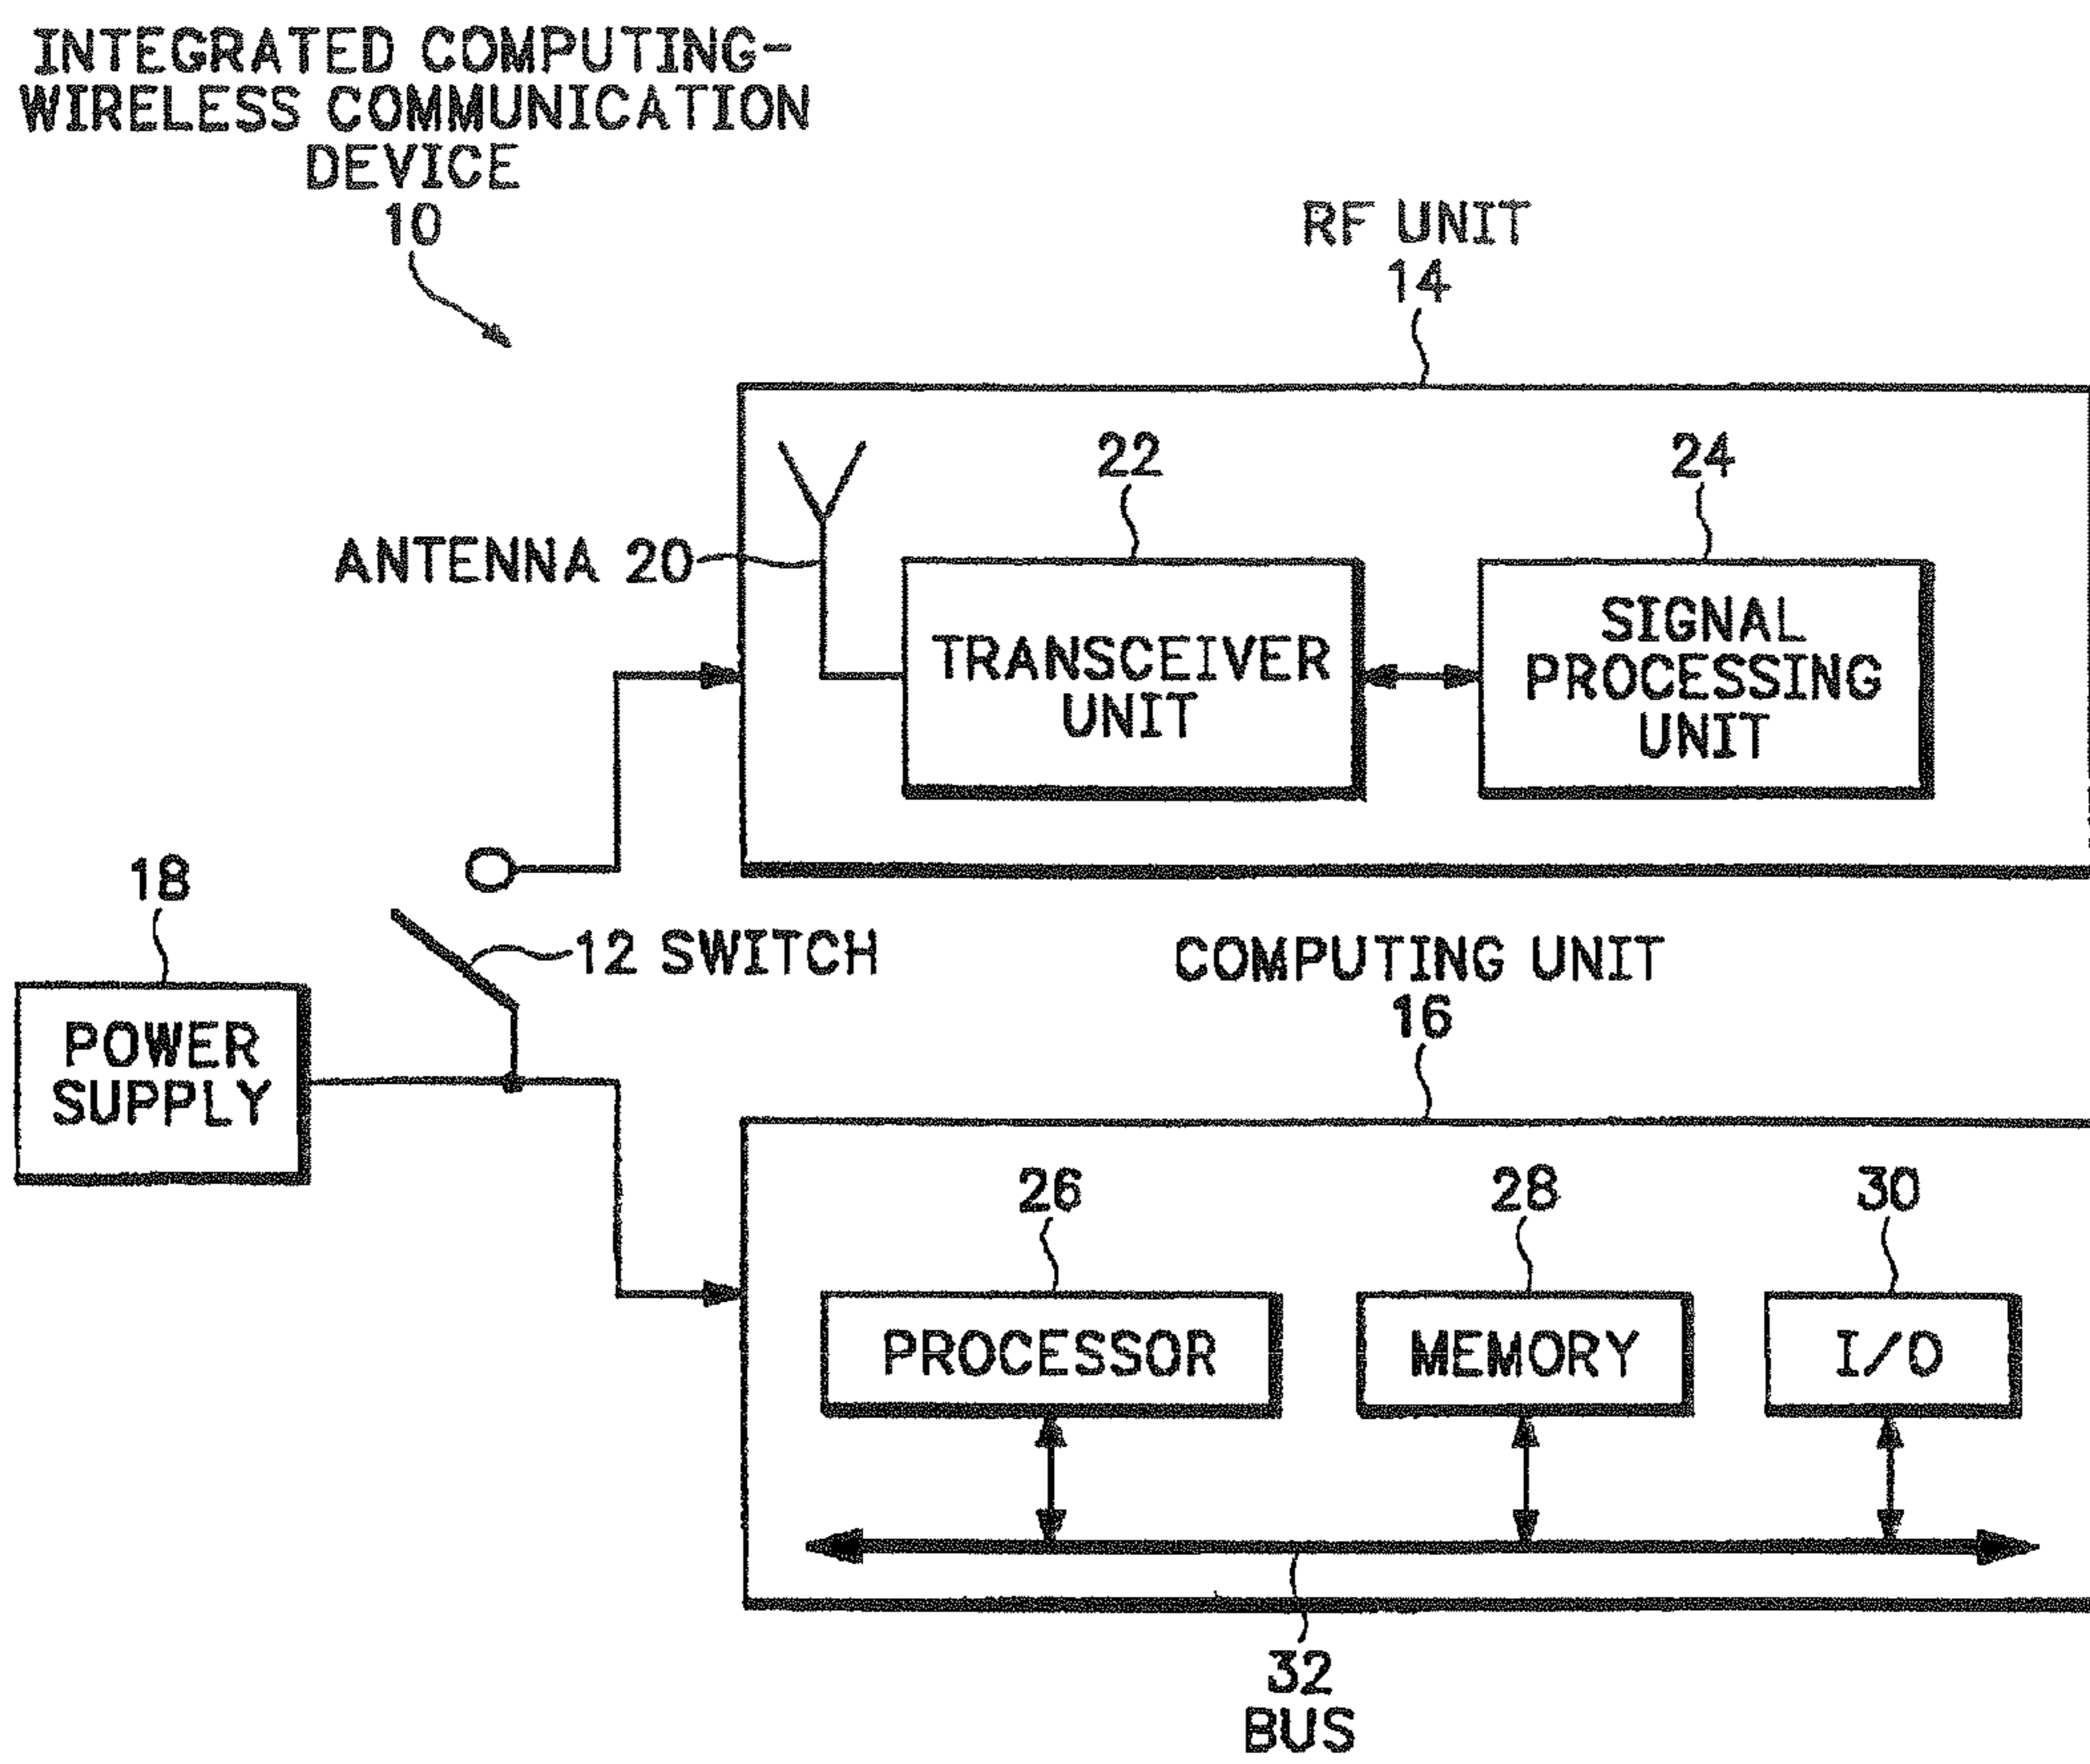 INTEGRATED COMPUTING-
WIRELESS COMMUNICATION
DEVICE
10
RF UNIT
14
22
24
ANTENNA 20
TRANSCEIVER
UNIT
SIGNAL
PROCESSING
UNIT
18
12 SWITCH
POWER
SUPPLY
COMPUTING UNIT
16
26
28
30
PROCESSOR
MEMORY
I/O
32
BUS